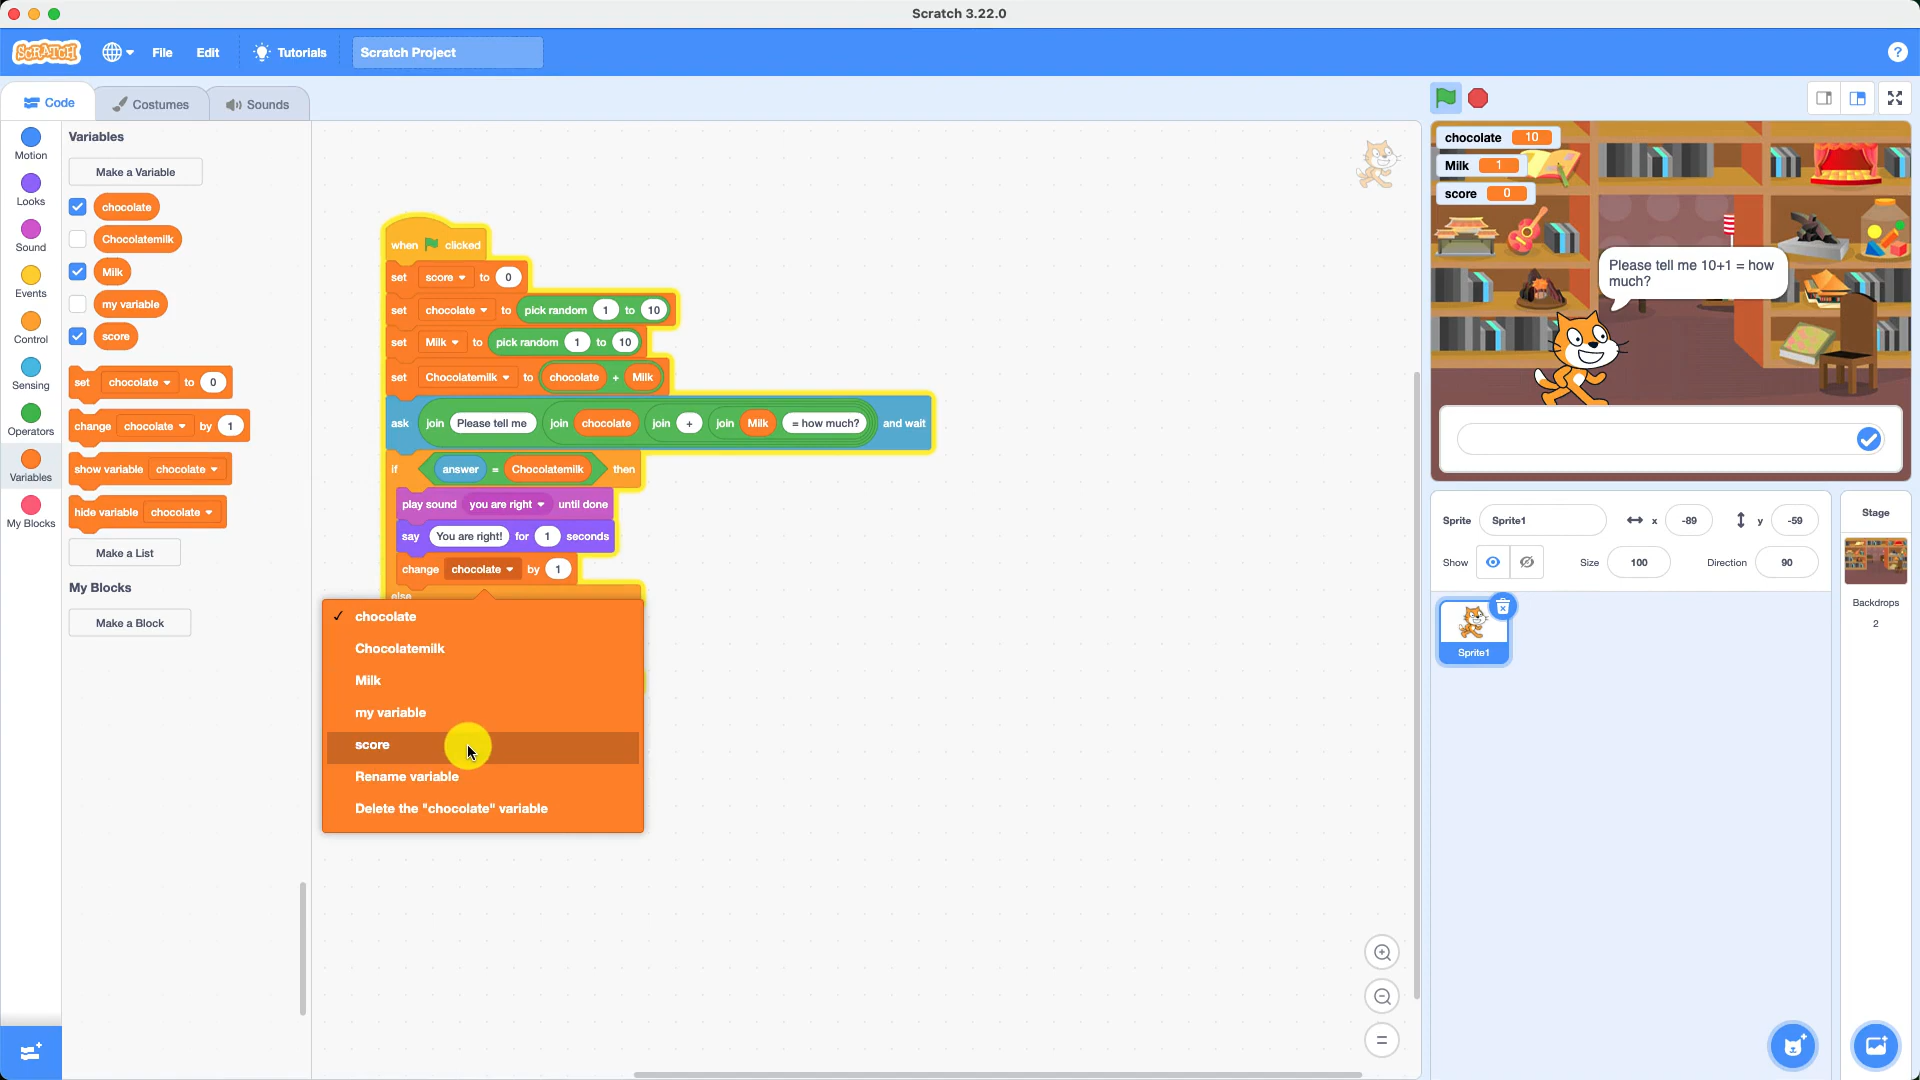 Scratch 3.22.0
SCRATCH File Edit Tutorials Scratch Project ?
Code Costumes Sounds
Motion
Looks
Sound
Events
Control
Sensing
Operators
Variables
My Blocks
Variables
Make a Variable
chocolate
Chocolatemilk
Milk
my variable
score
set chocolate to 0
change chocolate by 1
show variable chocolate
hide variable chocolate
Make a List
My Blocks
Make a Block
when clicked
set score to 0
set chocolate to pick random 1 to 10
set Milk to pick random 1 to 10
set Chocolatemilk to chocolate + Milk
ask join Please tell me join chocolate join + join Milk = how much? and wait
if answer = Chocolatemilk then
play sound you are right until done
say You are right! for 1 seconds
change chocolate by 1
else
✓ chocolate
Chocolatemilk
Milk
my variable
score
Rename variable
Delete the "chocolate" variable
chocolate 10
Milk 1
score 0
Please tell me 10+1 = how
much?
Sprite Sprite1 x -89 y -59
Show Size 100 Direction 90
Sprite1
Stage
Backdrops
2